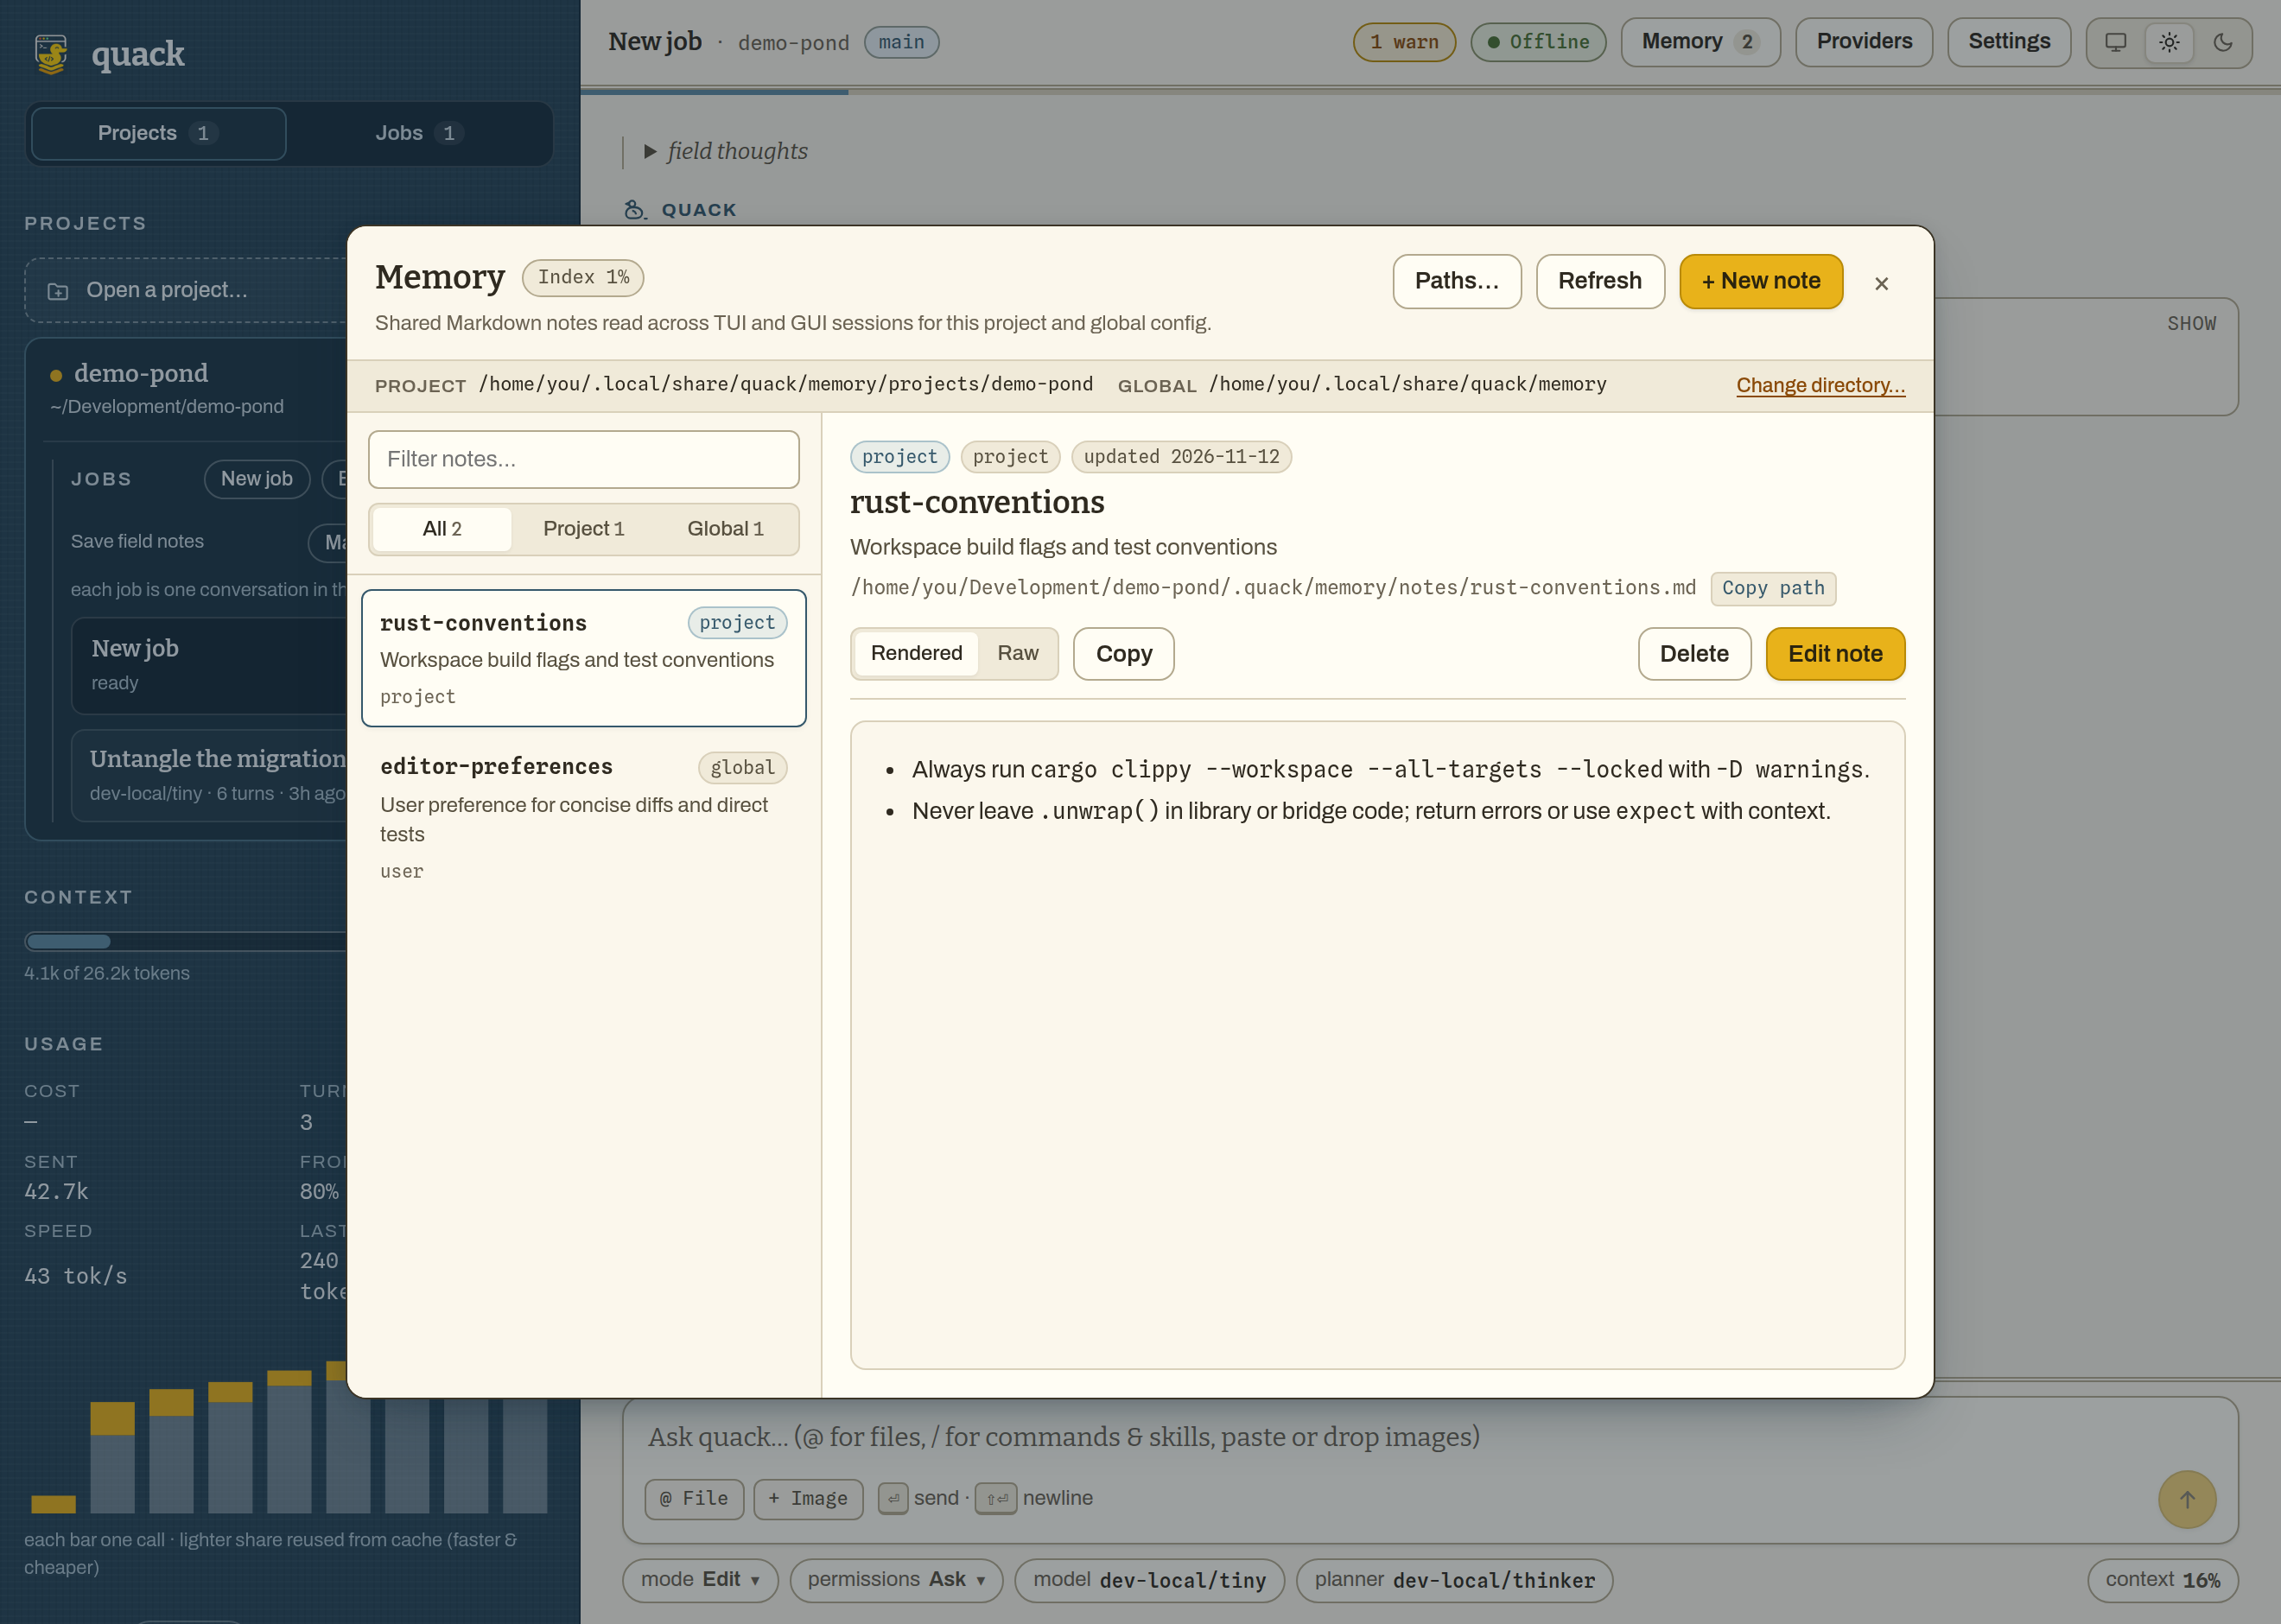 quack
Projects 1
Jobs 1
PROJECTS
Open a project…
demo-pond
~/Development/demo-pond
JOBS
New job
Save field notes
each job is one conversation in
New job
ready
Untangle the migration
dev-local/tiny · 6 turns · 3h ago
CONTEXT
4.1k of 26.2k tokens
USAGE
COST
—
3
SENT
42.7k
80%
SPEED
LAST
43 tok/s
240
each bar one call · lighter share reused from cache (faster &
cheaper)
New job · demo-pond main
1 warn
Offline
Memory 2
Providers
Settings
field thoughts
QUACK
SHOW
Memory Index 1%
Shared Markdown notes read across TUI and GUI sessions for this project and global config.
Paths…
Refresh
+ New note
×
PROJECT /home/you/.local/share/quack/memory/projects/demo-pond GLOBAL /home/you/.local/share/quack/memory
Change directory…
Filter notes…
All 2
Project 1
Global 1
rust-conventions project
Workspace build flags and test conventions
project
editor-preferences global
User preference for concise diffs and direct
tests
user
project project updated 2026-11-12
rust-conventions
Workspace build flags and test conventions
/home/you/Development/demo-pond/.quack/memory/notes/rust-conventions.md Copy path
Rendered Raw Copy
Delete
Edit note
• Always run cargo clippy --workspace --all-targets --locked with -D warnings.
• Never leave .unwrap() in library or bridge code; return errors or use expect with context.
Ask quack… (@ for files, / for commands & skills, paste or drop images)
@ File + Image ⏎ send · ⇧⏎ newline
mode Edit ▾ permissions Ask ▾ model dev-local/tiny planner dev-local/thinker
context 16%